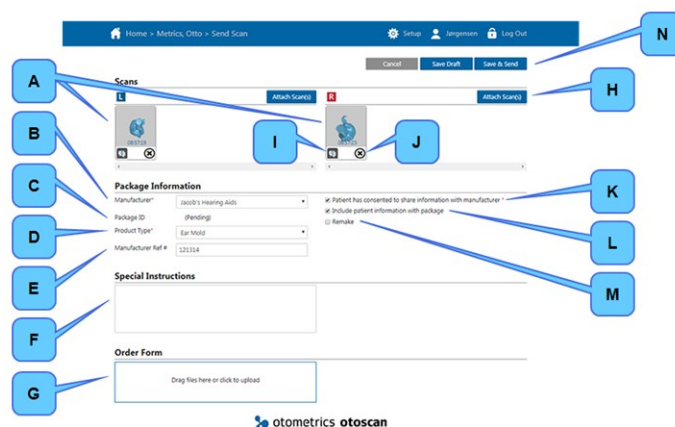 Home > Metrics, Otto > Send Scan Setup Jørgensen Log Out
N
Cancel Save Draft Save & Send
A
Scans
L Attach Scan(s) R Attach Scan(s)
H
B
I
J
C
Package Information
Manufacturer* Jacob's Hearing Aids Patient has consented to share information with manufacturer *
K
Package ID (Pending) Include patient information with package
D
Product Type* Ear Mold Remake
L
Manufacturer Ref # 121314
E
Special Instructions
M
F
Order Form
G
Drag files here or click to upload
otometrics otoscan